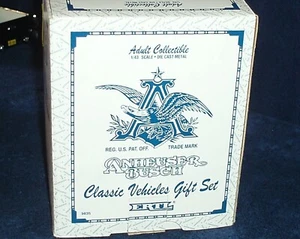 Adult Collectible
1:43 SCALE • DIE CAST METAL
A
REG. U.S. PAT. OFF. TRADE MARK
ANHEUSER
BUSCH
Classic Vehicles Gift Set
ERTL